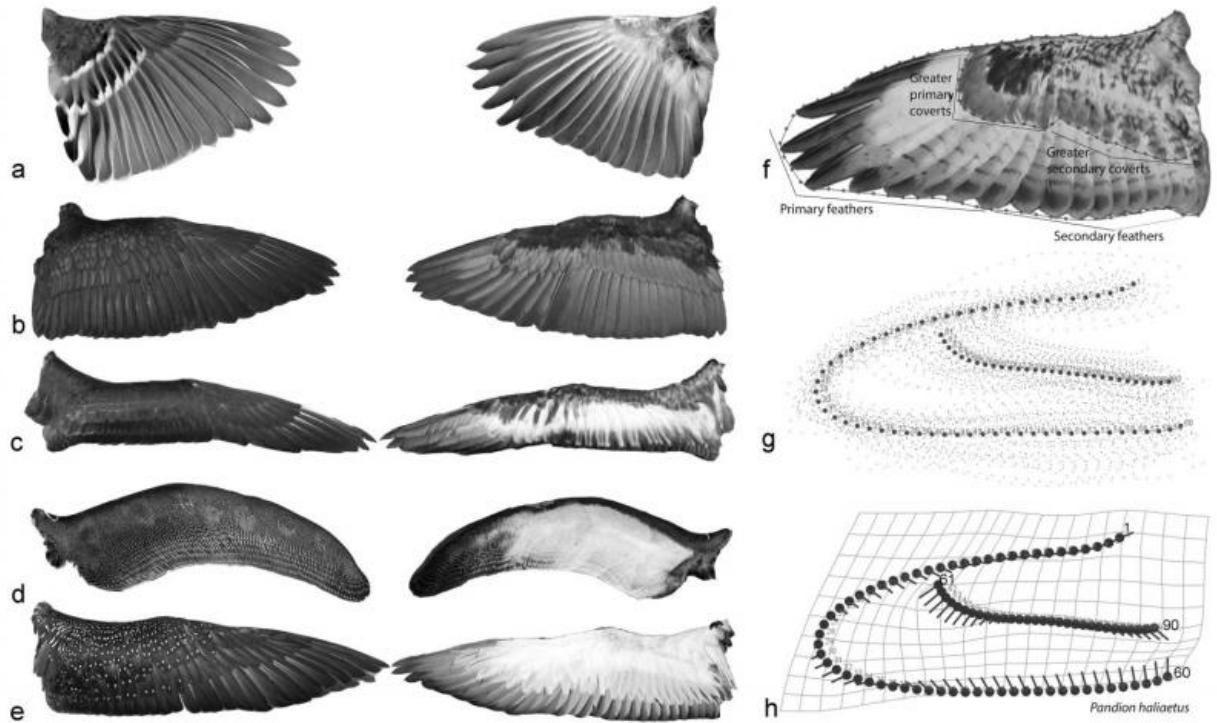 a
b
c
d
e
f
Greater
primary
coverts
Greater
secondary coverts
Primary feathers
Secondary feathers
g
h
1
61
90
60
Pandion haliaetus